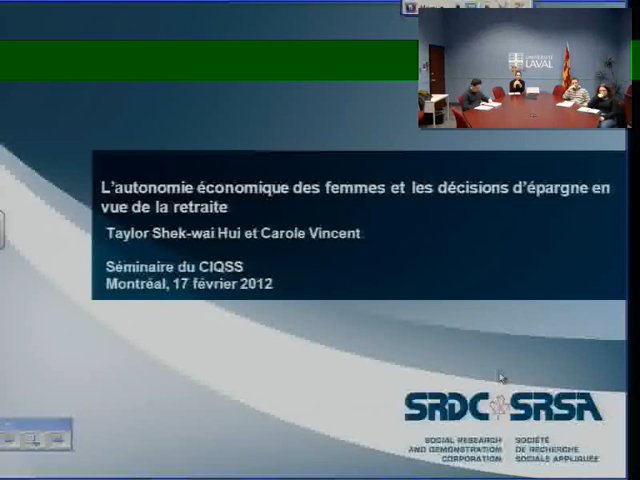 UNIVERSITÉ
LAVAL
L'autonomie économique des femmes et les décisions d'épargne en
vue de la retraite
Taylor Shek-wai Hui et Carole Vincent
Séminaire du CIQSS
Montréal, 17 février 2012
SRDC SRSA
SOCIAL RESEARCH
AND DEMONSTRATION
CORPORATION
SOCIÉTÉ
DE RECHERCHE
SOCIALE APPLIQUÉE